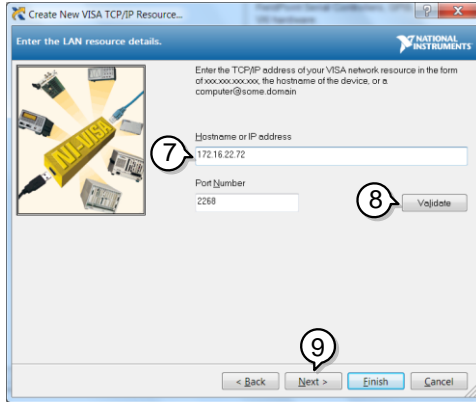 Create New VISA TCP/IP Resource...
Enter the LAN resource details.
NATIONAL
INSTRUMENTS
Enter the TCP/IP address of your VISA network resource in the form
of xxx.xxx.xxx.xxx, the hostname of the device, or a
computer@some.domain
NI-VISA
Hostname or IP address
7
172.16.22.72
Port Number
2268
8
Validate
9
< Back
Next >
Finish
Cancel